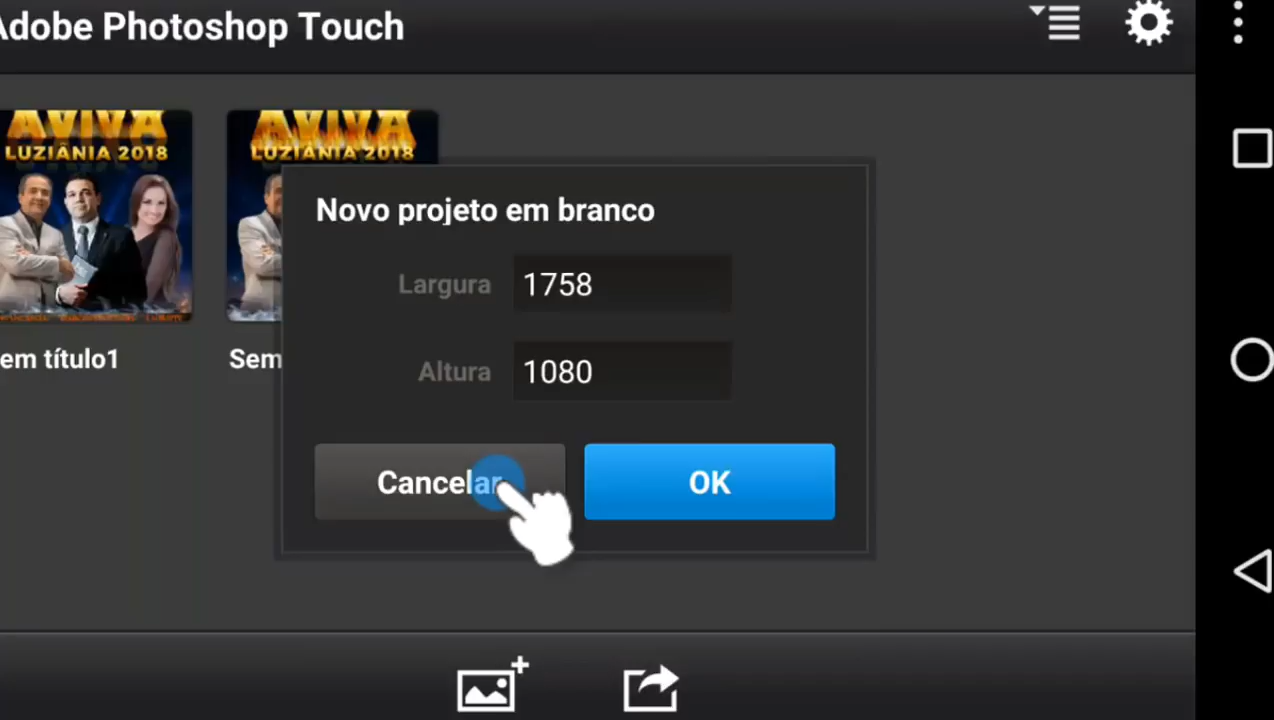 Adobe Photoshop Touch
AVIVA
LUZIÂNIA 2018
AVIVA
LUZIÂNIA 2018
Novo projeto em branco
Largura 1758
Altura 1080
em título1
Sem
Cancelar
OK